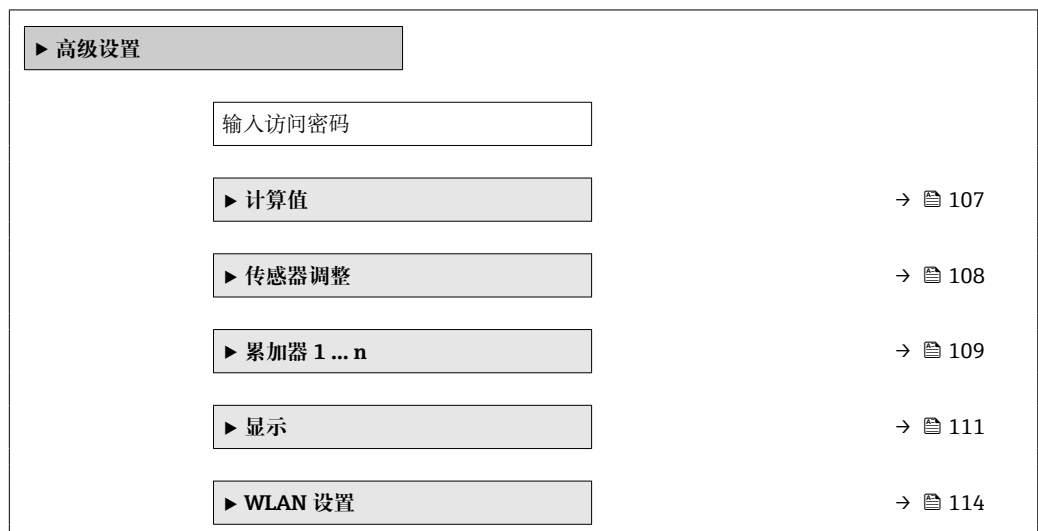 ▶ 高级设置
输入访问密码
▶ 计算值 → 107
▶ 传感器调整 → 108
▶ 累加器 1 … n → 109
▶ 显示 → 111
▶ WLAN 设置 → 114